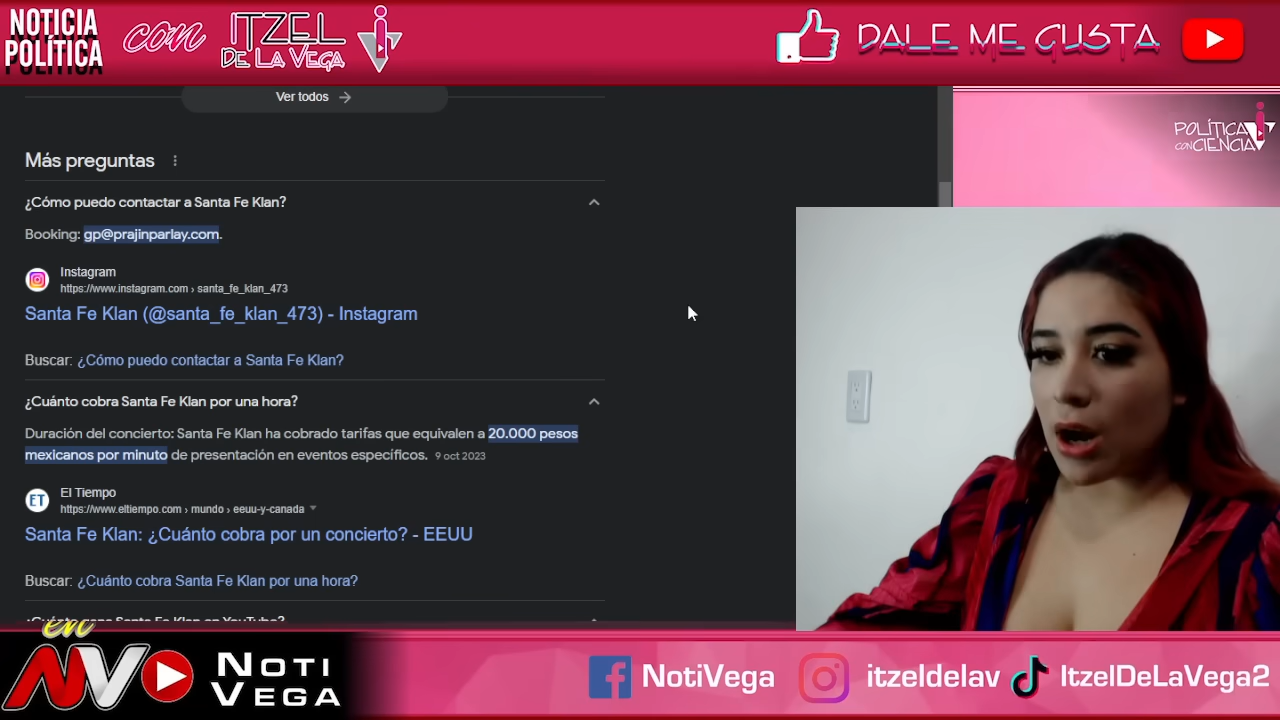 NOTICIA
POLÍTICA
con
ITZEL
DE LA VEGA
DALE ME GUSTA
Ver todos
POLÍTICA
CON CIENCIA
Más preguntas
¿Cómo puedo contactar a Santa Fe Klan?
Booking: gp@prajinparlay.com.
Instagram
https://www.instagram.com › santa_fe_klan_473
Santa Fe Klan (@santa_fe_klan_473) - Instagram
Buscar: ¿Cómo puedo contactar a Santa Fe Klan?
¿Cuánto cobra Santa Fe Klan por una hora?
Duración del concierto: Santa Fe Klan ha cobrado tarifas que equivalen a 20.000 pesos
mexicanos por minuto de presentación en eventos específicos. 9 oct 2023
ET
El Tiempo
https://www.eltiempo.com › mundo › eeuu-y-canada
Santa Fe Klan: ¿Cuánto cobra por un concierto? - EEUU
Buscar: ¿Cuánto cobra Santa Fe Klan por una hora?
en
NV
NOTI
VEGA
NotiVega
itzeldelav
ItzelDeLaVega2